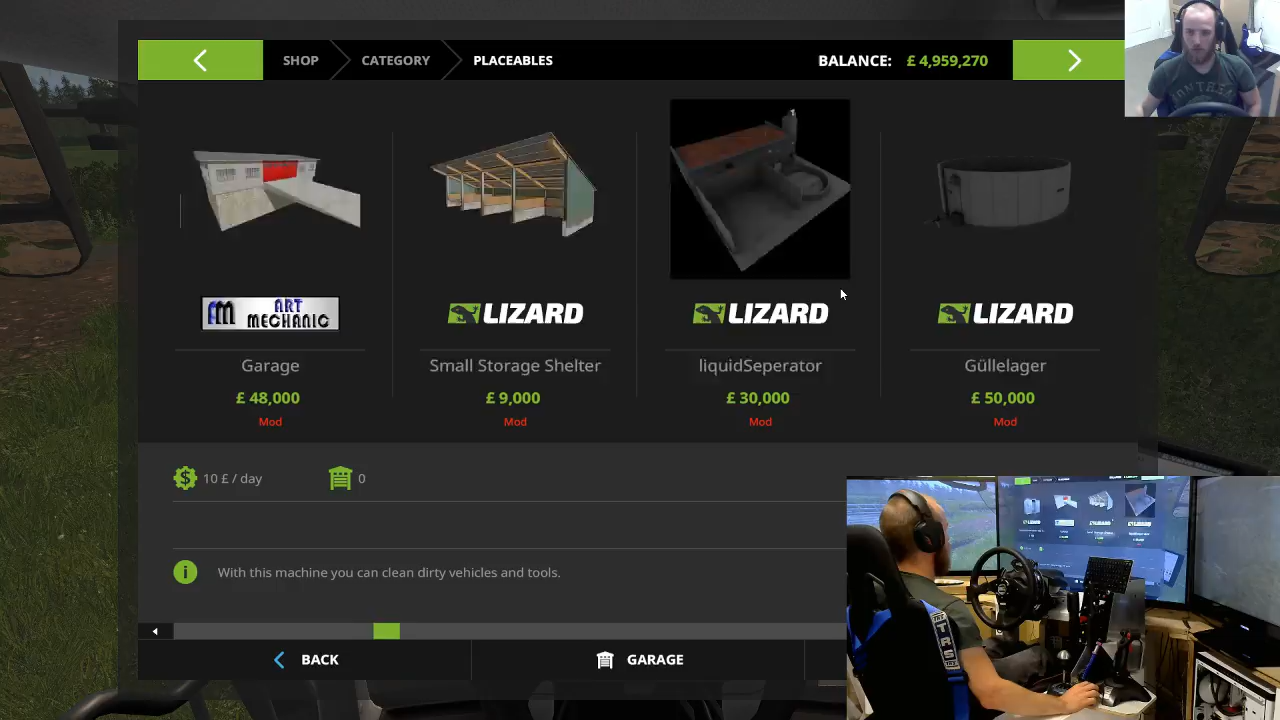 SHOP CATEGORY PLACEABLES BALANCE: £ 4,959,270
ART MECHANIC LIZARD LIZARD LIZARD
Garage Small Storage Shelter liquidSeperator Güllelager
£ 48,000 £ 9,000 £ 30,000 £ 50,000
Mod Mod Mod Mod
10 £ / day 0
With this machine you can clean dirty vehicles and tools.
BACK GARAGE